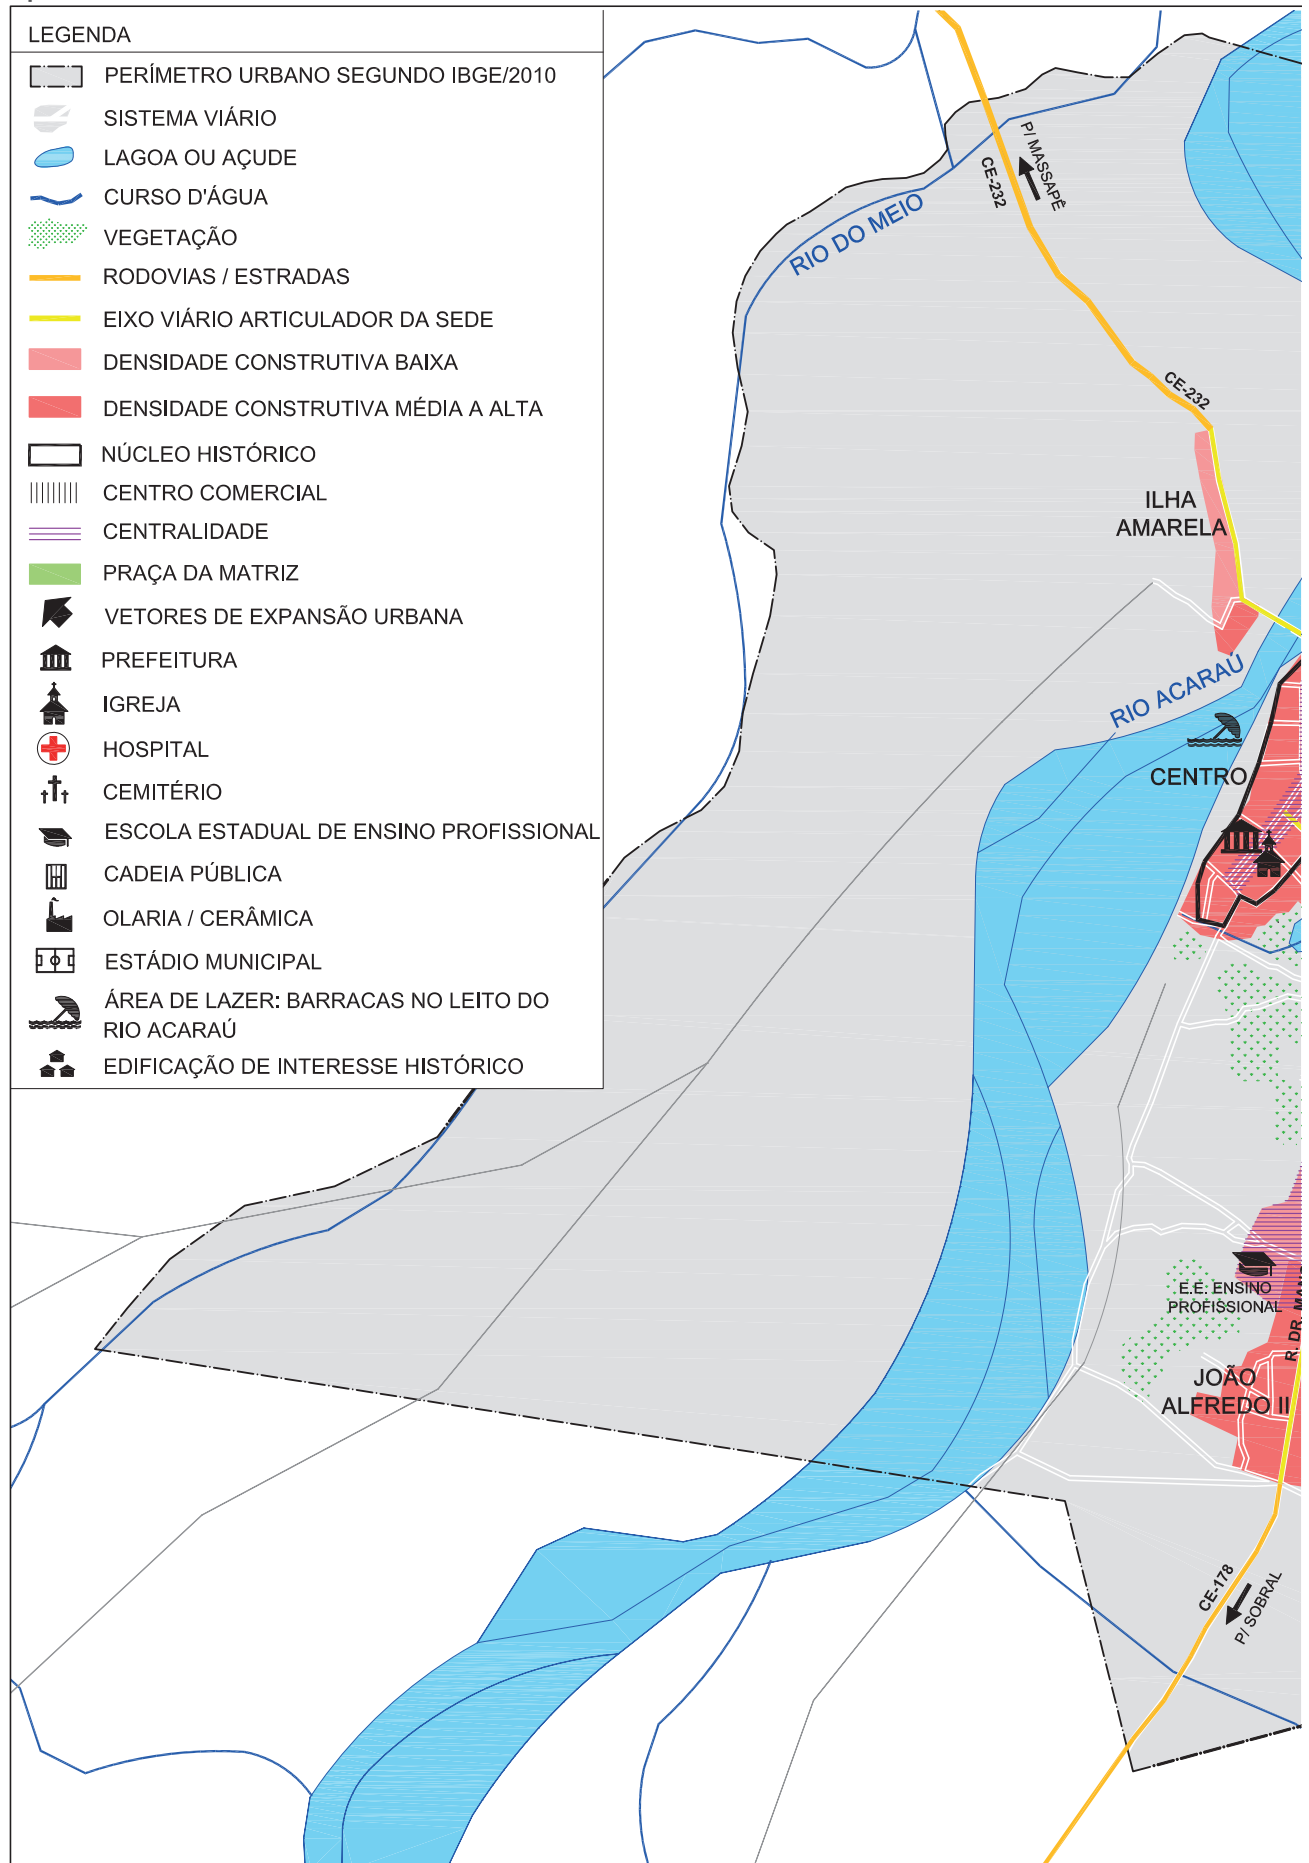 LEGENDA
PERÍMETRO URBANO SEGUNDO IBGE/2010
SISTEMA VIÁRIO
LAGOA OU AÇUDE
CURSO D'ÁGUA
VEGETAÇÃO
RODOVIAS / ESTRADAS
EIXO VIÁRIO ARTICULADOR DA SEDE
DENSIDADE CONSTRUTIVA BAIXA
DENSIDADE CONSTRUTIVA MÉDIA A ALTA
NÚCLEO HISTÓRICO
CENTRO COMERCIAL
CENTRALIDADE
PRAÇA DA MATRIZ
VETORES DE EXPANSÃO URBANA
PREFEITURA
IGREJA
HOSPITAL
CEMITÉRIO
ESCOLA ESTADUAL DE ENSINO PROFISSIONAL
CADEIA PÚBLICA
OLARIA / CERÂMICA
ESTÁDIO MUNICIPAL
ÁREA DE LAZER: BARRACAS NO LEITO DO
RIO ACARAÚ
EDIFICAÇÃO DE INTERESSE HISTÓRICO
P/ MASSAPÊ
CE-232
RIO DO MEIO
CE-232
ILHA
AMARELA
RIO ACARAÚ
CENTRO
E.E. ENSINO
PROFISSIONAL
R. DR.
JOÃO
ALFREDO II
CE-178
P/ SOBRAL